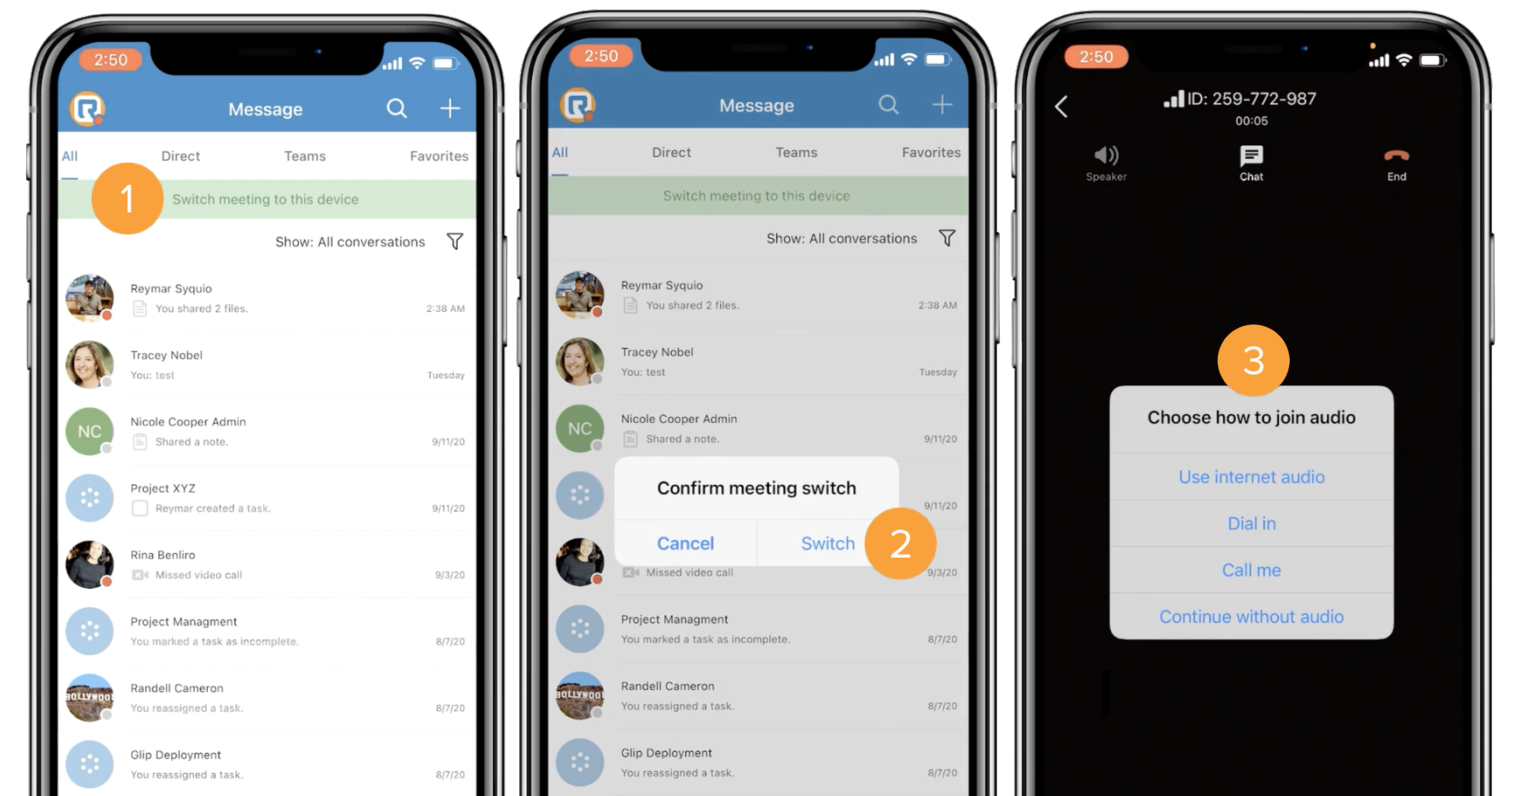 2:50
Message
All Direct Teams Favorites
1
Switch meeting to this device
Show: All conversations
Reymar Syquio
You shared 2 files.
2:38 AM
Tracey Nobel
You: test
Tuesday
NC
Nicole Cooper Admin
Shared a note.
9/11/20
Project XYZ
Reymar created a task.
9/11/20
Rina Benliro
Missed video call
9/3/20
Project Managment
You marked a task as incomplete.
8/7/20
HOLLYWOOD
Randell Cameron
You reassigned a task.
8/7/20
Glip Deployment
You reassigned a task.
8/7/20
2:50
Message
All Direct Teams Favorites
Switch meeting to this device
Show: All conversations
Reymar Syquio
You shared 2 files.
2:38 AM
Tracey Nobel
You: test
Tuesday
NC
Nicole Cooper Admin
Shared a note.
9/11/20
Confirm meeting switch
9/11/20
Cancel Switch
2
Missed video call
9/3/20
Project Managment
You marked a task as incomplete.
8/7/20
HOLLYWOOD
Randell Cameron
You reassigned a task.
8/7/20
Glip Deployment
You reassigned a task.
8/7/20
2:50
ID: 259-772-987
00:05
Speaker Chat End
3
Choose how to join audio
Use internet audio
Dial in
Call me
Continue without audio